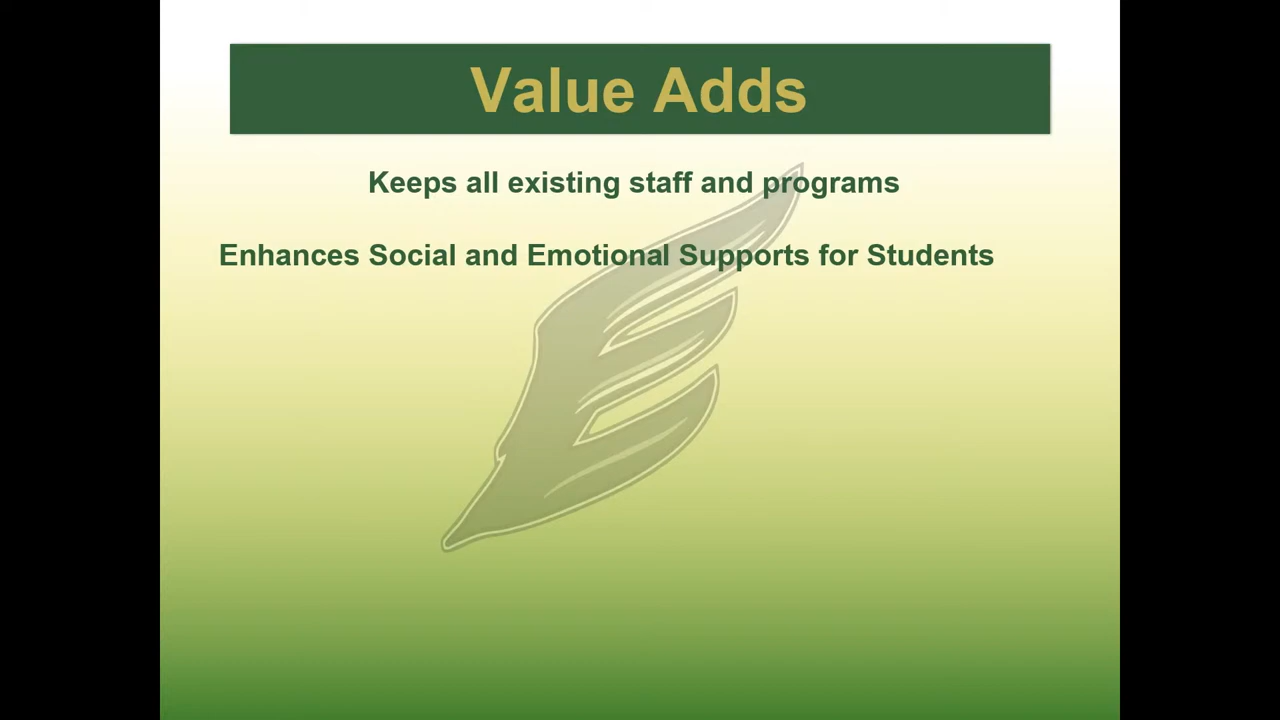 Value Adds
Keeps all existing staff and programs
Enhances Social and Emotional Supports for Students